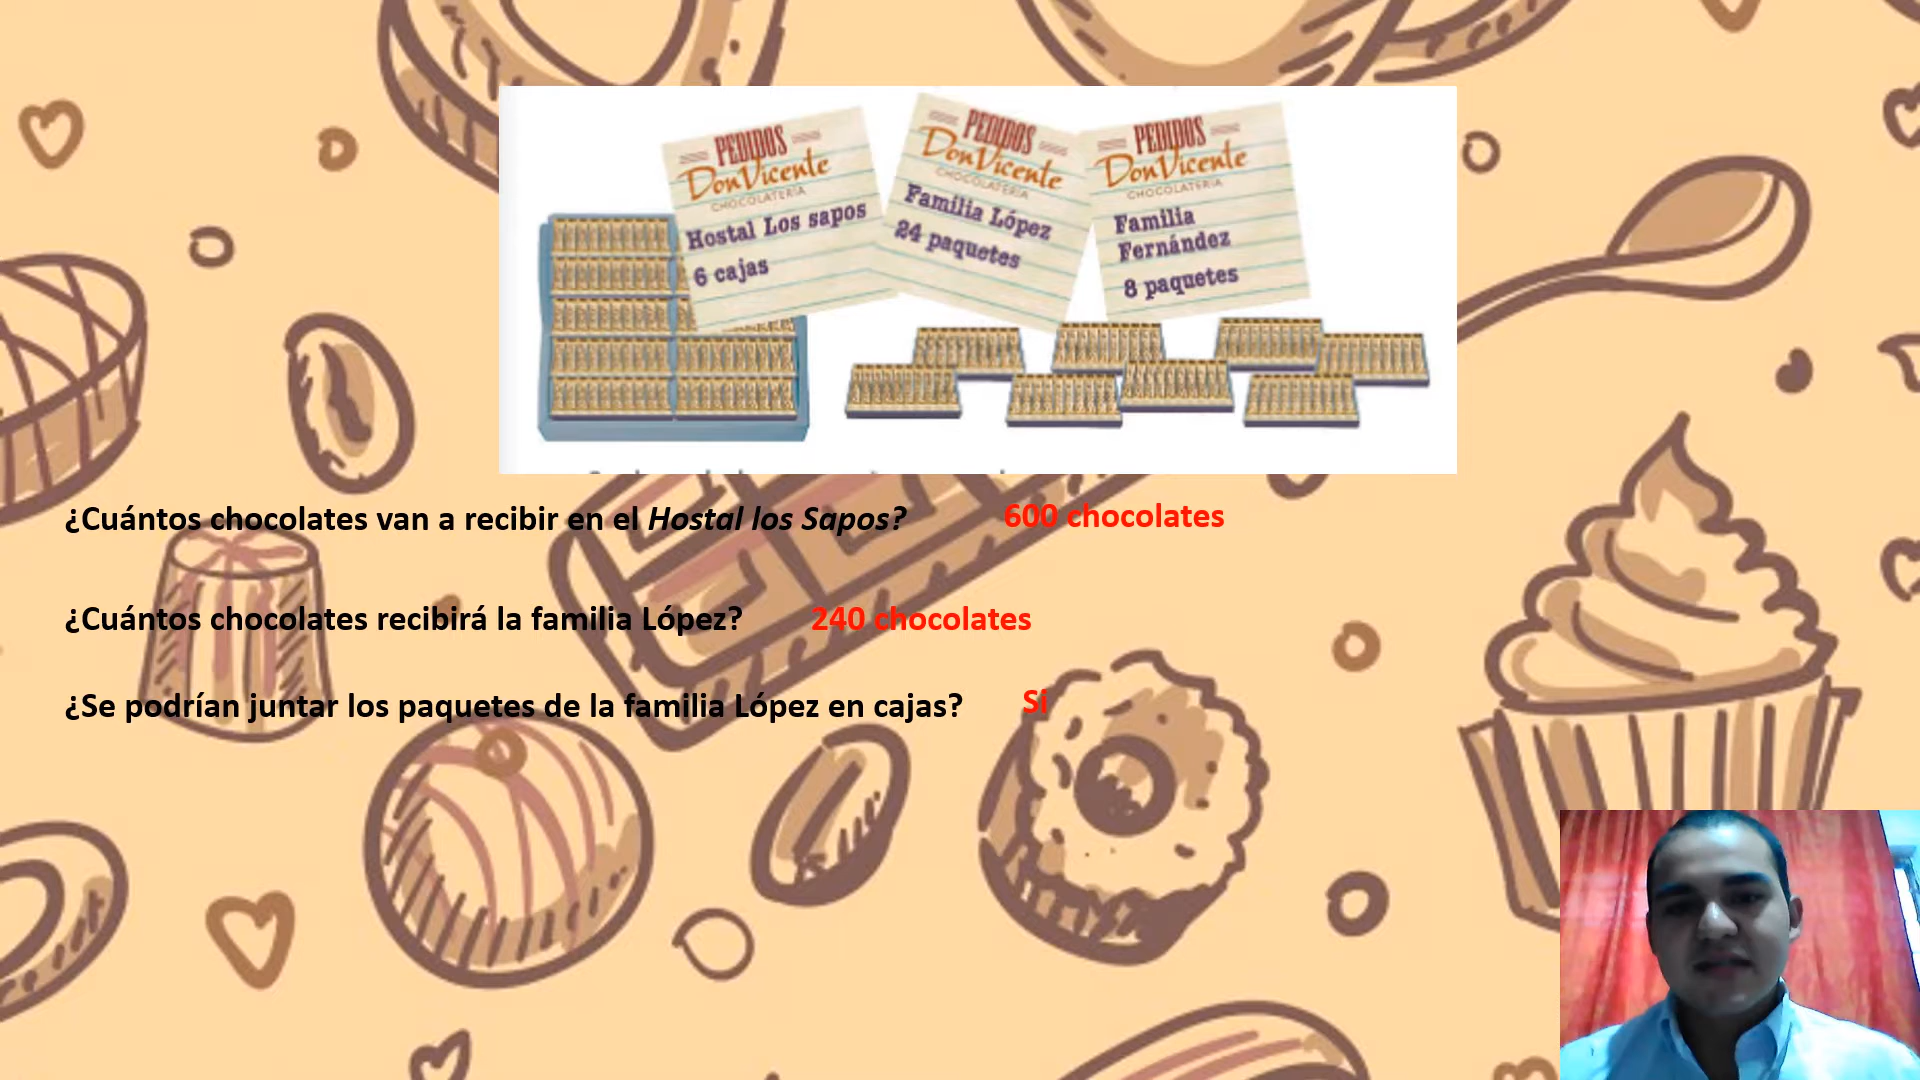 PEDIDOS
Don Vicente
CHOCOLATERÍA
Hostal Los sapos
6 cajas
PEDIDOS
Don Vicente
CHOCOLATERÍA
Familia López
24 paquetes
PEDIDOS
Don Vicente
CHOCOLATERÍA
Familia
Fernández
8 paquetes
¿Cuántos chocolates van a recibir en el Hostal los Sapos? 600 chocolates
¿Cuántos chocolates recibirá la familia López? 240 chocolates
¿Se podrían juntar los paquetes de la familia López en cajas? Si